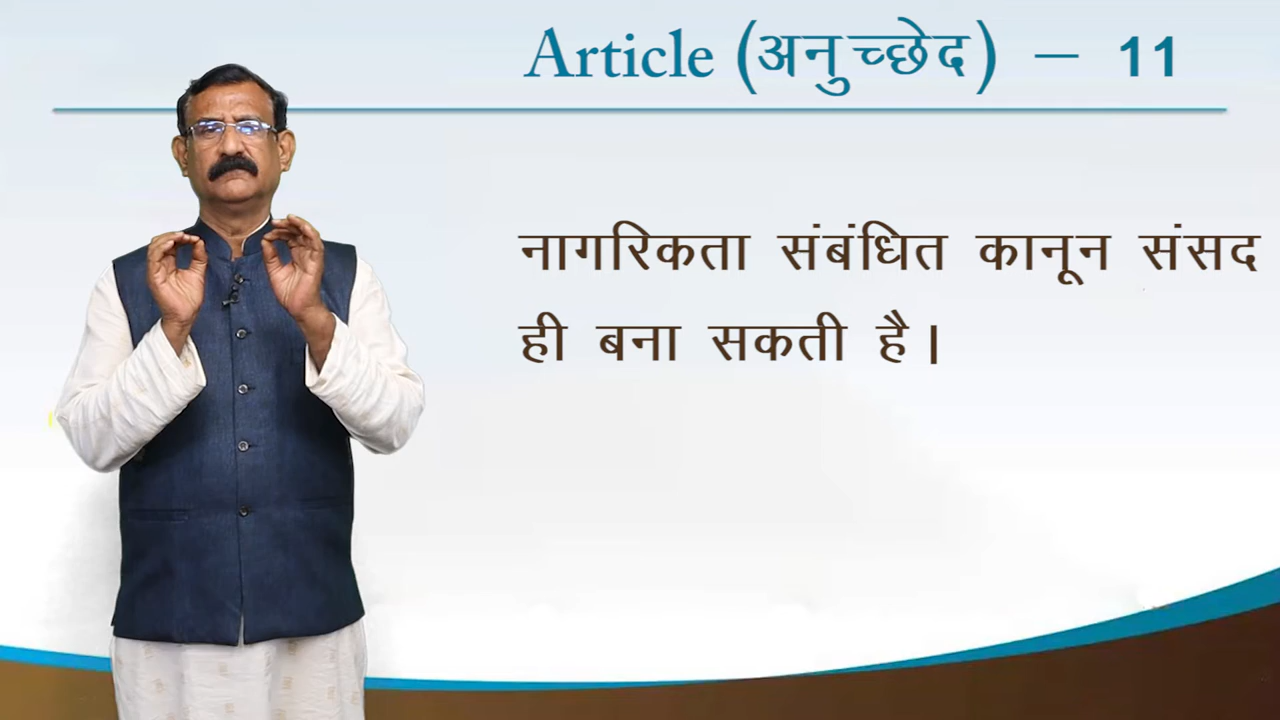 Article (अनुच्छेद) – 11
नागरिकता संबंधित कानून संसद
ही बना सकती है।